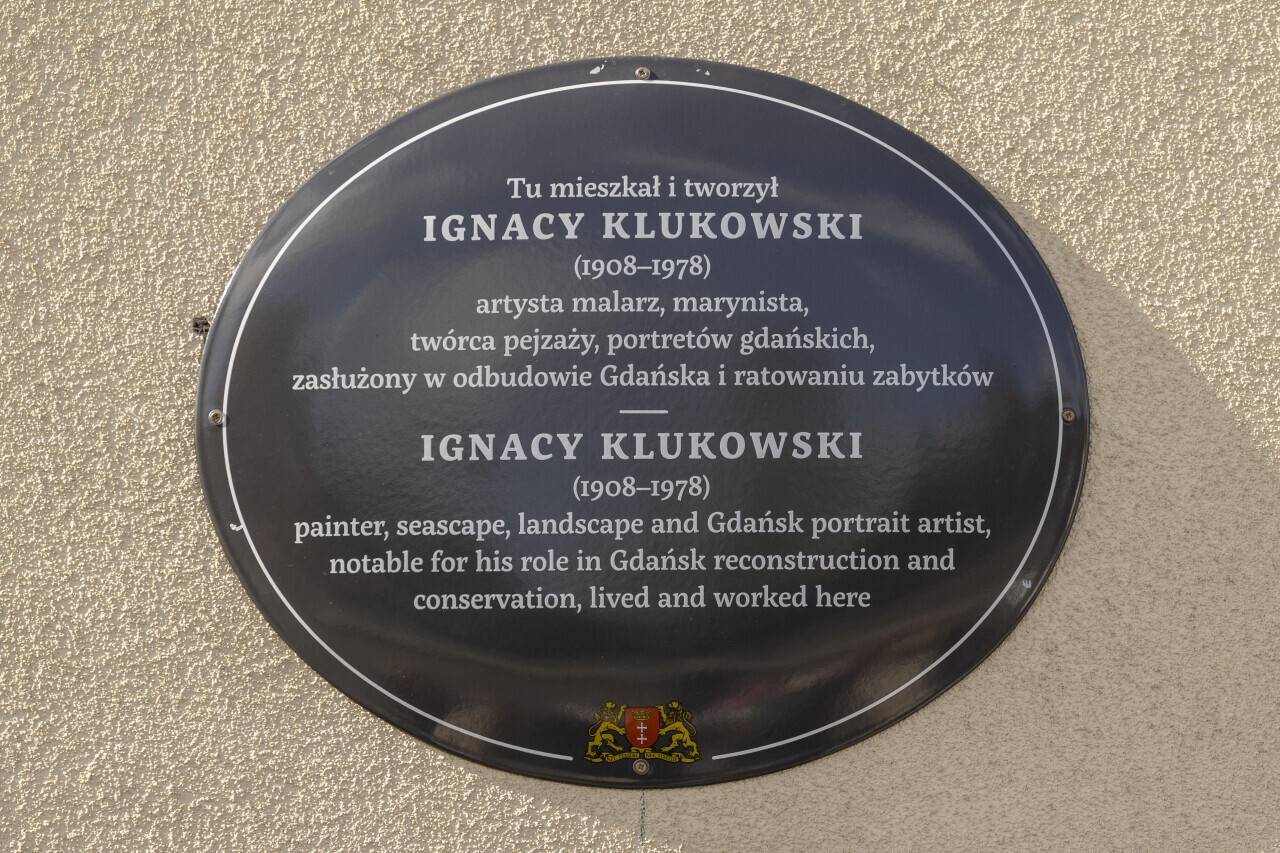 Tu mieszkał i tworzył
IGNACY KLUKOWSKI
(1908–1978)
artysta malarz, marynista,
twórca pejzaży, portretów gdańskich,
zasłużony w odbudowie Gdańska i ratowaniu zabytków
IGNACY KLUKOWSKI
(1908–1978)
painter, seascape, landscape and Gdańsk portrait artist,
notable for his role in Gdańsk reconstruction and
conservation, lived and worked here